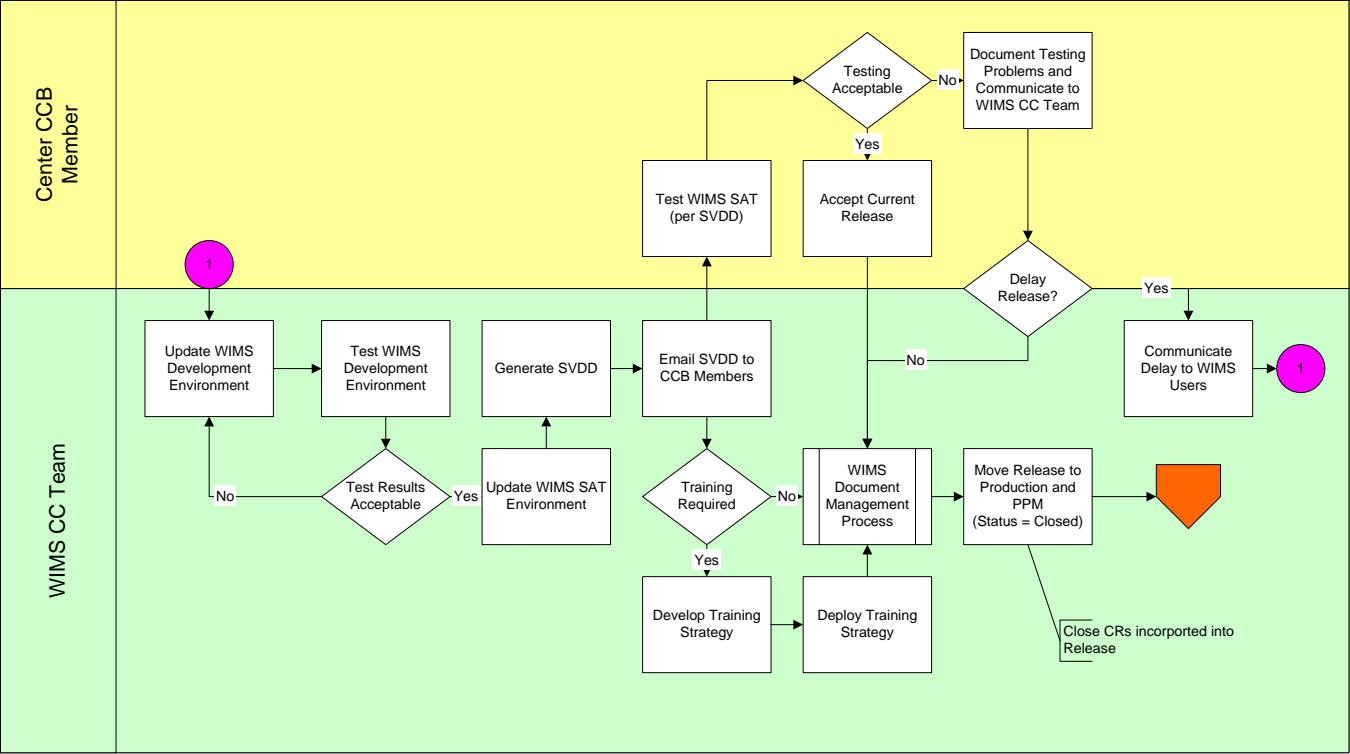 Center CCB
Member
Testing
Acceptable
No
Document Testing
Problems and
Communicate to
WIMS CC Team
Yes
Test WIMS SAT
(per SVDD)
Accept Current
Release
1
Delay
Release?
Yes
WIMS CC Team
Update WIMS
Development
Environment
Test WIMS
Development
Environment
Generate SVDD
Email SVDD to
CCB Members
No
Communicate
Delay to WIMS
Users
1
No
Test Results
Acceptable
Yes
Update WIMS SAT
Environment
Training
Required
No
WIMS
Document
Management
Process
Move Release to
Production and
PPM
(Status = Closed)
Yes
Develop Training
Strategy
Deploy Training
Strategy
Close CRs incorported into
Release